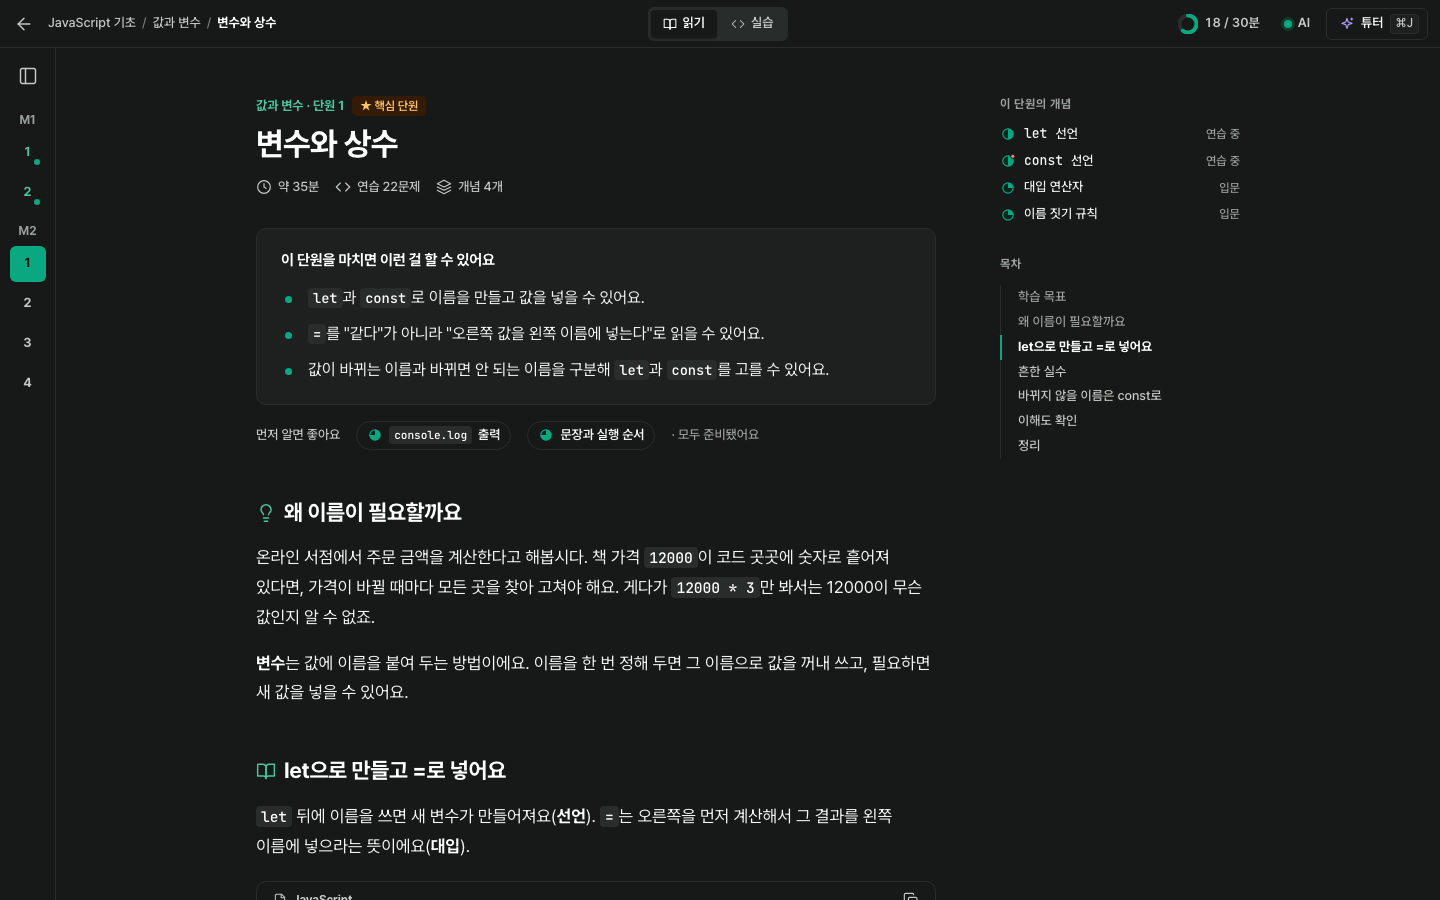 JavaScript 기초 / 값과 변수 / 변수와 상수
읽기
실습
18 / 30분
AI
튜터 ⌘J
M1
1
2
M2
1
2
3
4
값과 변수 · 단원 1 ★ 핵심 단원
변수와 상수
약 35분 연습 22문제 개념 4개
이 단원을 마치면 이런 걸 할 수 있어요
let과 const로 이름을 만들고 값을 넣을 수 있어요.
=를 "같다"가 아니라 "오른쪽 값을 왼쪽 이름에 넣는다"로 읽을 수 있어요.
값이 바뀌는 이름과 바뀌면 안 되는 이름을 구분해 let과 const를 고를 수 있어요.
먼저 알면 좋아요 console.log 출력 문장과 실행 순서 · 모두 준비됐어요
왜 이름이 필요할까요
온라인 서점에서 주문 금액을 계산한다고 해봅시다. 책 가격 12000이 코드 곳곳에 숫자로 흩어져
있다면, 가격이 바뀔 때마다 모든 곳을 찾아 고쳐야 해요. 게다가 12000 * 3만 봐서는 12000이 무슨
값인지 알 수 없죠.
변수는 값에 이름을 붙여 두는 방법이에요. 이름을 한 번 정해 두면 그 이름으로 값을 꺼내 쓰고, 필요하면
새 값을 넣을 수 있어요.
let으로 만들고 =로 넣어요
let 뒤에 이름을 쓰면 새 변수가 만들어져요(선언). =는 오른쪽을 먼저 계산해서 그 결과를 왼쪽
이름에 넣으라는 뜻이에요(대입).
JavaScript
이 단원의 개념
let 선언 연습 중
const 선언 연습 중
대입 연산자 입문
이름 짓기 규칙 입문
목차
학습 목표
왜 이름이 필요할까요
let으로 만들고 =로 넣어요
흔한 실수
바뀌지 않을 이름은 const로
이해도 확인
정리